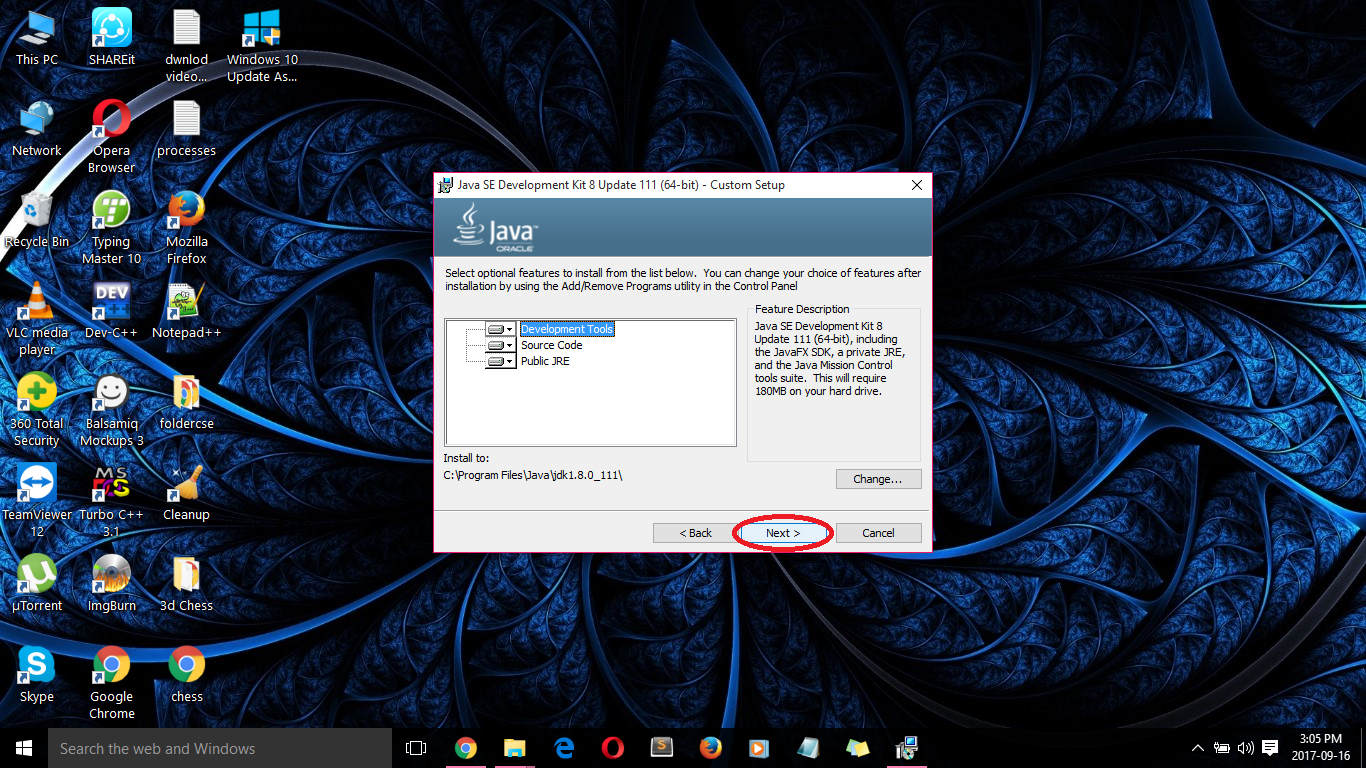 This PC
SHAREit
dwnlod
video...
Windows 10
Update As...
Network
Opera
Browser
processes
Recycle Bin
Typing
Master 10
Mozilla
Firefox
VLC media
player
DEV
C++
Dev-C++
Notepad++
360 Total
Security
Balsamiq
Mockups 3
foldercse
TeamViewer
12
MS
DOS
Turbo C++
3.1
Cleanup
µTorrent
ImgBurn
3d Chess
Skype
Google
Chrome
chess
Java SE Development Kit 8 Update 111 (64-bit) - Custom Setup
Java™
ORACLE
Select optional features to install from the list below. You can change your choice of features after
installation by using the Add/Remove Programs utility in the Control Panel
Development Tools
Source Code
Public JRE
Feature Description
Java SE Development Kit 8
Update 111 (64-bit), including
the JavaFX SDK, a private JRE,
and the Java Mission Control
tools suite. This will require
180MB on your hard drive.
Install to:
C:\Program Files\Java\jdk1.8.0_111\
Change...
< Back
Next >
Cancel
Search the web and Windows
3:05 PM
2017-09-16